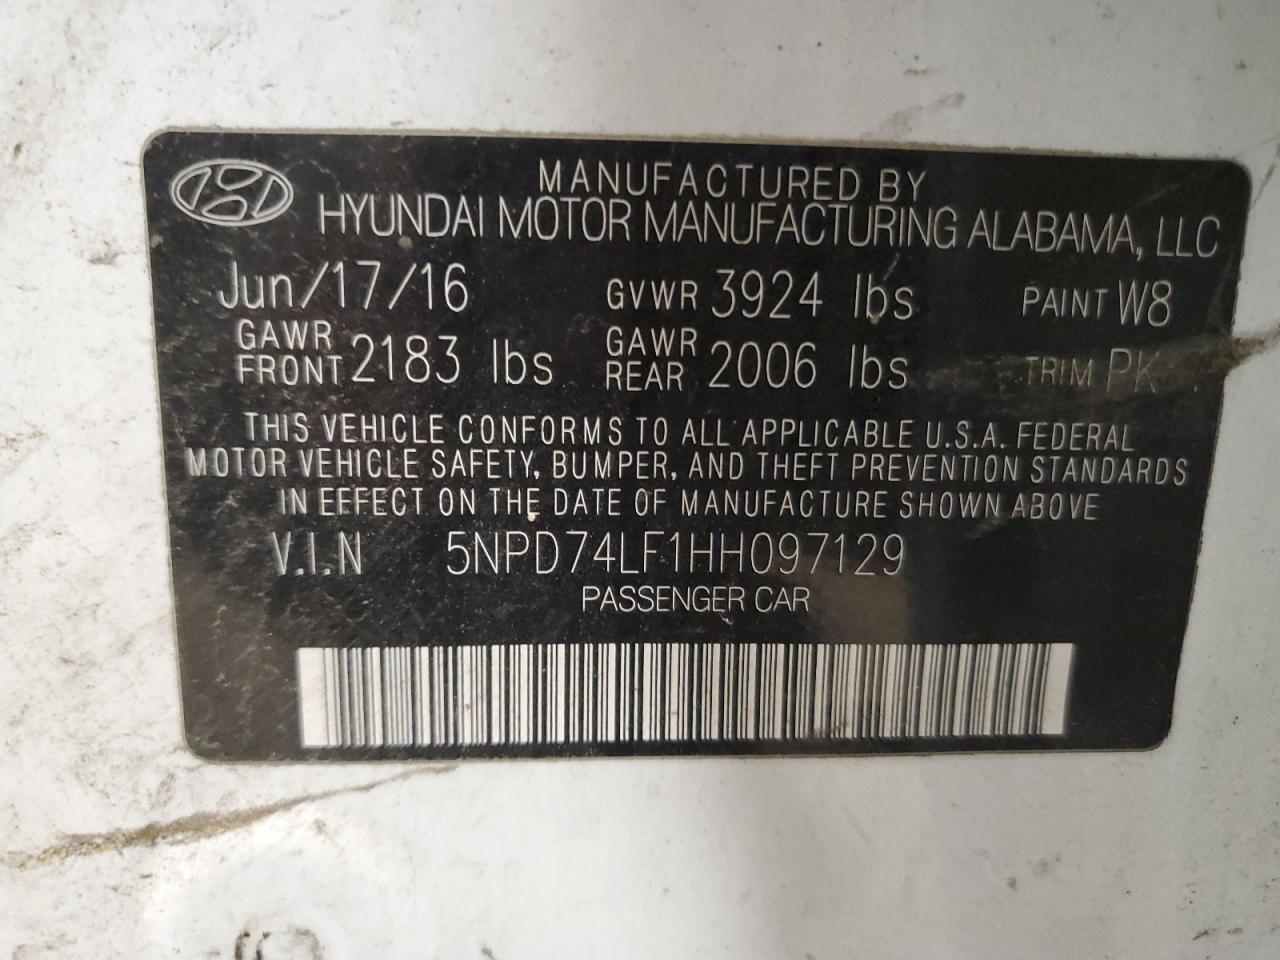 MANUFACTURED BY
HYUNDAI MOTOR MANUFACTURING ALABAMA, LLC
Jun/17/16 GVWR 3924 lbs PAINT W8
GAWR FRONT 2183 lbs GAWR REAR 2006 lbs TRIM PK
THIS VEHICLE CONFORMS TO ALL APPLICABLE U.S.A. FEDERAL
MOTOR VEHICLE SAFETY, BUMPER, AND THEFT PREVENTION STANDARDS
IN EFFECT ON THE DATE OF MANUFACTURE SHOWN ABOVE
V.I.N 5NPD74LF1HH097129
PASSENGER CAR